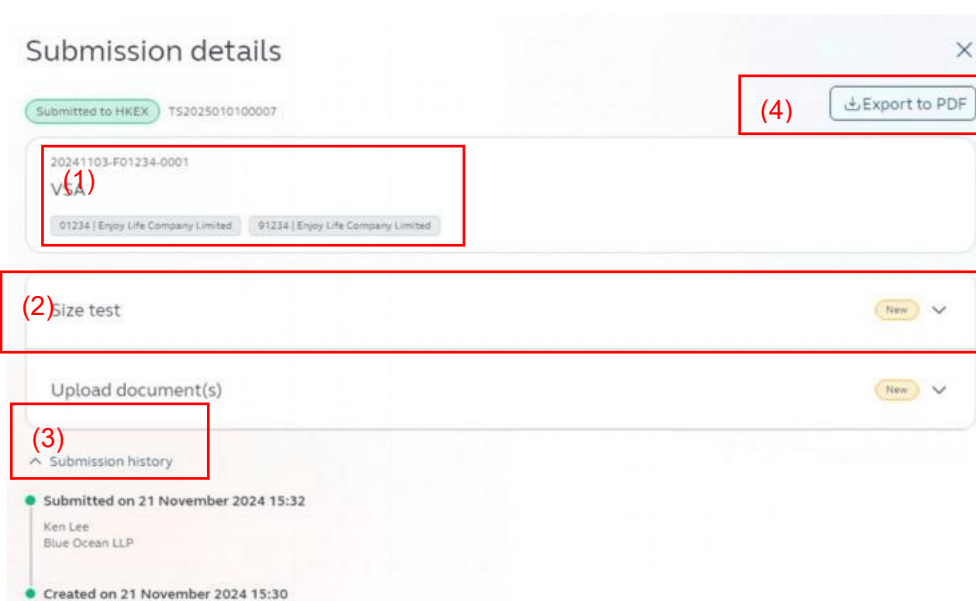 Submission details
Submitted to HKEX TS2025010100007
(4) Export to PDF
20241103-F01234-0001
(1)
VSA
01234 | Enjoy Life Company Limited 91234 | Enjoy Life Company Limited
(2) Size test New
Upload document(s) New
(3)
Submission history
Submitted on 21 November 2024 15:32
Ken Lee
Blue Ocean LLP
Created on 21 November 2024 15:30